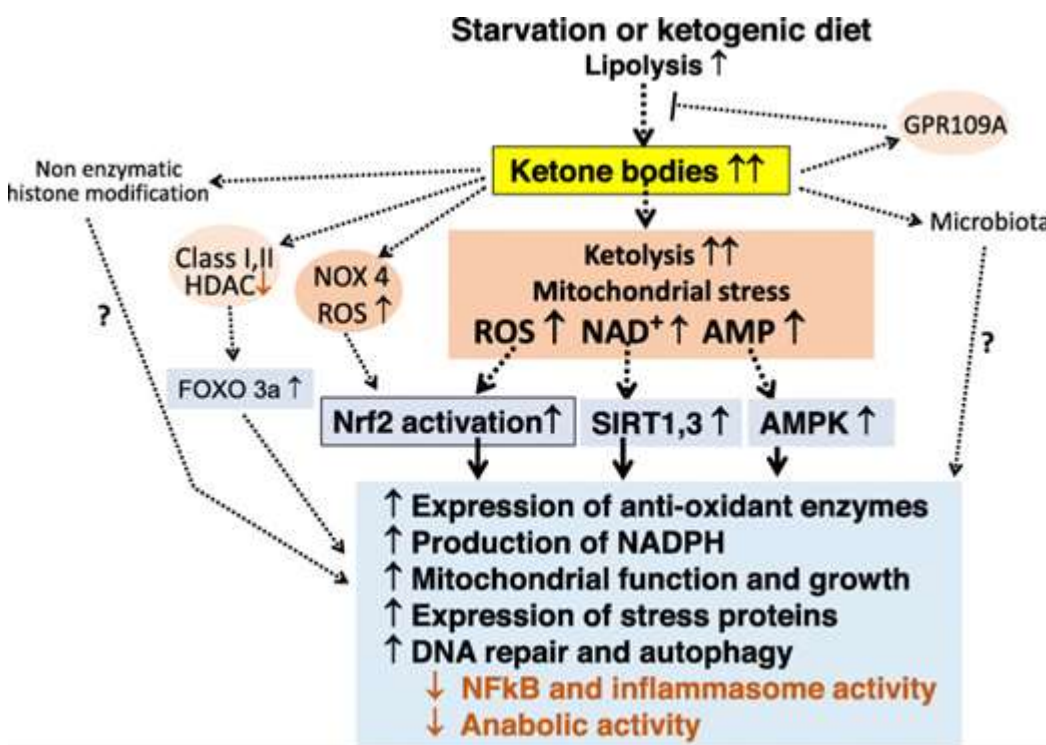 Starvation or ketogenic diet
Lipolysis ↑
GPR109A
Non enzymatic
histone modification
Ketone bodies ↑↑
Microbiota
Class I,II
HDAC↓
NOX 4
ROS ↑
Ketolysis ↑↑
Mitochondrial stress
ROS ↑ NAD⁺ ↑ AMP ↑
?
?
FOXO 3a ↑
Nrf2 activation↑
SIRT1,3 ↑
AMPK ↑
↑ Expression of anti-oxidant enzymes
↑ Production of NADPH
↑ Mitochondrial function and growth
↑ Expression of stress proteins
↑ DNA repair and autophagy
↓ NFkB and inflammasome activity
↓ Anabolic activity